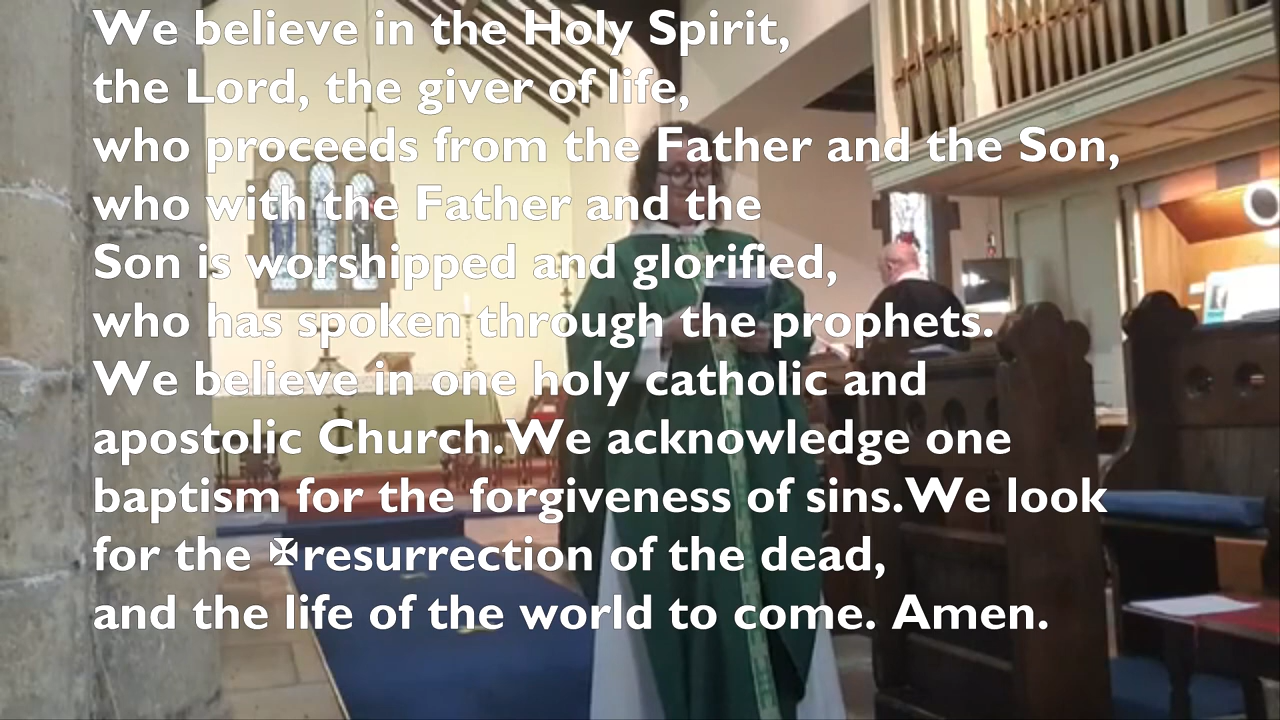 We believe in the Holy Spirit,
the Lord, the giver of life,
who proceeds from the Father and the Son,
who with the Father and the
Son is worshipped and glorified,
who has spoken through the prophets.
We believe in one holy catholic and
apostolic Church.We acknowledge one
baptism for the forgiveness of sins.We look
for the ✠resurrection of the dead,
and the life of the world to come. Amen.